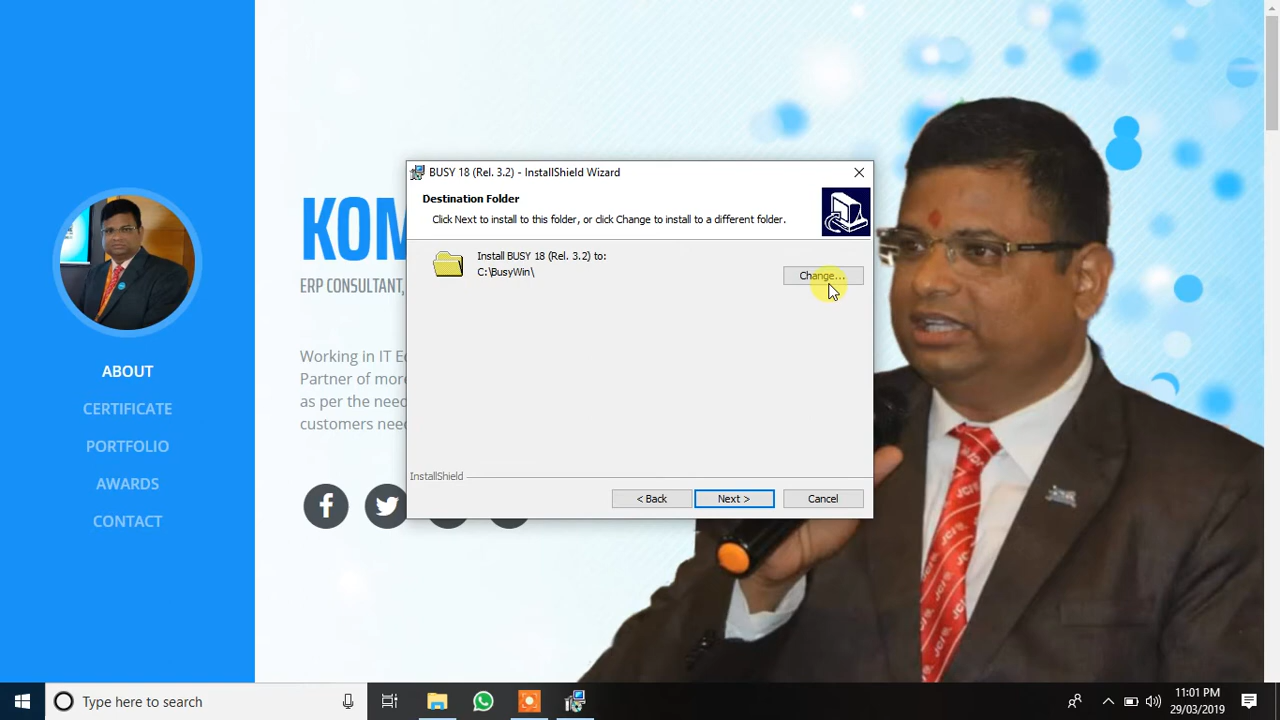 BUSY 18 (Rel. 3.2) - InstallShield Wizard
Destination Folder
Click Next to install to this folder, or click Change to install to a different folder.
Install BUSY 18 (Rel. 3.2) to:
C:\BusyWin\
Change...
InstallShield
< Back
Next >
Cancel
KOM
ERP CONSULTANT,
Working in IT
Partner of more
as per the need
customers
ABOUT
CERTIFICATE
PORTFOLIO
AWARDS
CONTACT
JCI
Type here to search
11:01 PM
29/03/2019